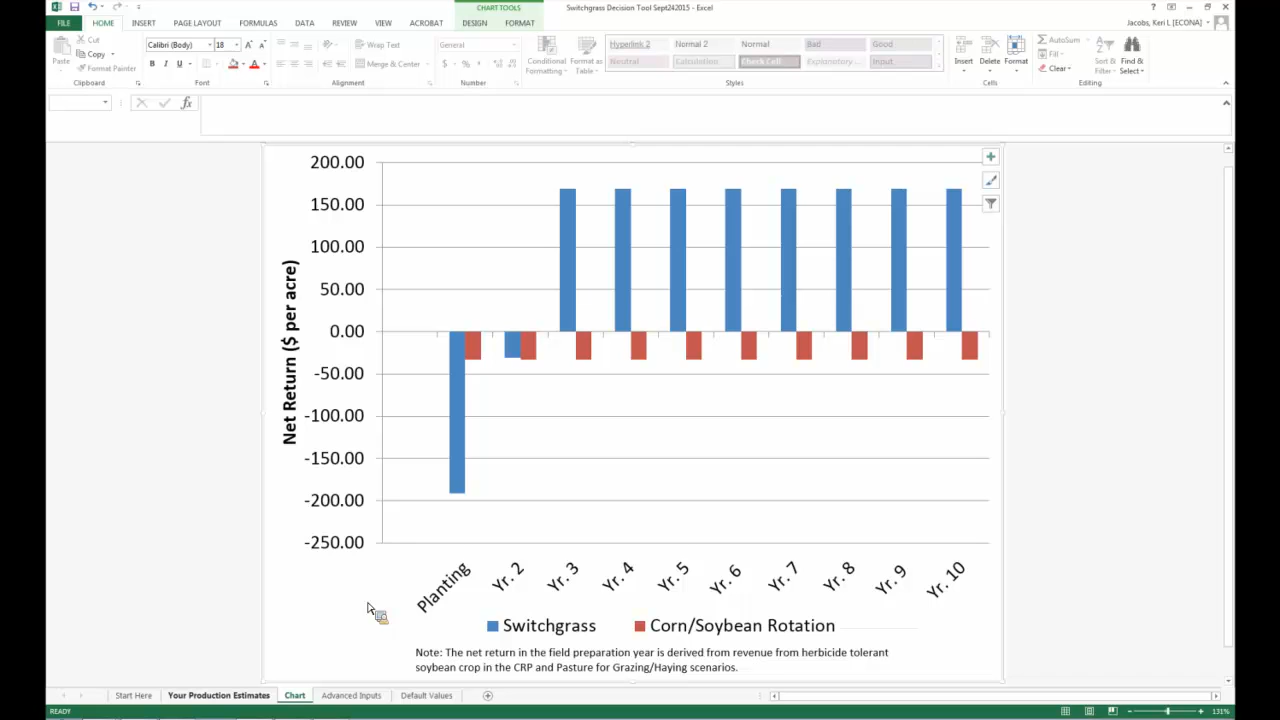 CHART TOOLS
Switchgrass Decision Tool Sept242015 - Excel
FILE HOME INSERT PAGE LAYOUT FORMULAS DATA REVIEW VIEW ACROBAT DESIGN FORMAT
Jacobs, Keri L [ECONA]
Paste
Cut
Copy
Format Painter
Clipboard
Calibri (Body) 18
B I U
Font
Wrap Text
Merge & Center
Alignment
General
$ % ,
Number
Conditional Formatting
Format as Table
Hyperlink 2 Normal 2 Normal Bad Good
Neutral Calculation Check Cell Explanatory ... Input
Styles
Insert Delete Format
Cells
AutoSum
Fill
Clear
Sort & Filter
Find & Select
Editing
fx
Net Return ($ per acre)
200.00
150.00
100.00
50.00
0.00
-50.00
-100.00
-150.00
-200.00
-250.00
Planting Yr. 2 Yr. 3 Yr. 4 Yr. 5 Yr. 6 Yr. 7 Yr. 8 Yr. 9 Yr. 10
Switchgrass Corn/Soybean Rotation
Note: The net return in the field preparation year is derived from revenue from herbicide tolerant
soybean crop in the CRP and Pasture for Grazing/Haying scenarios.
Start Here Your Production Estimates Chart Advanced Inputs Default Values
READY
131%